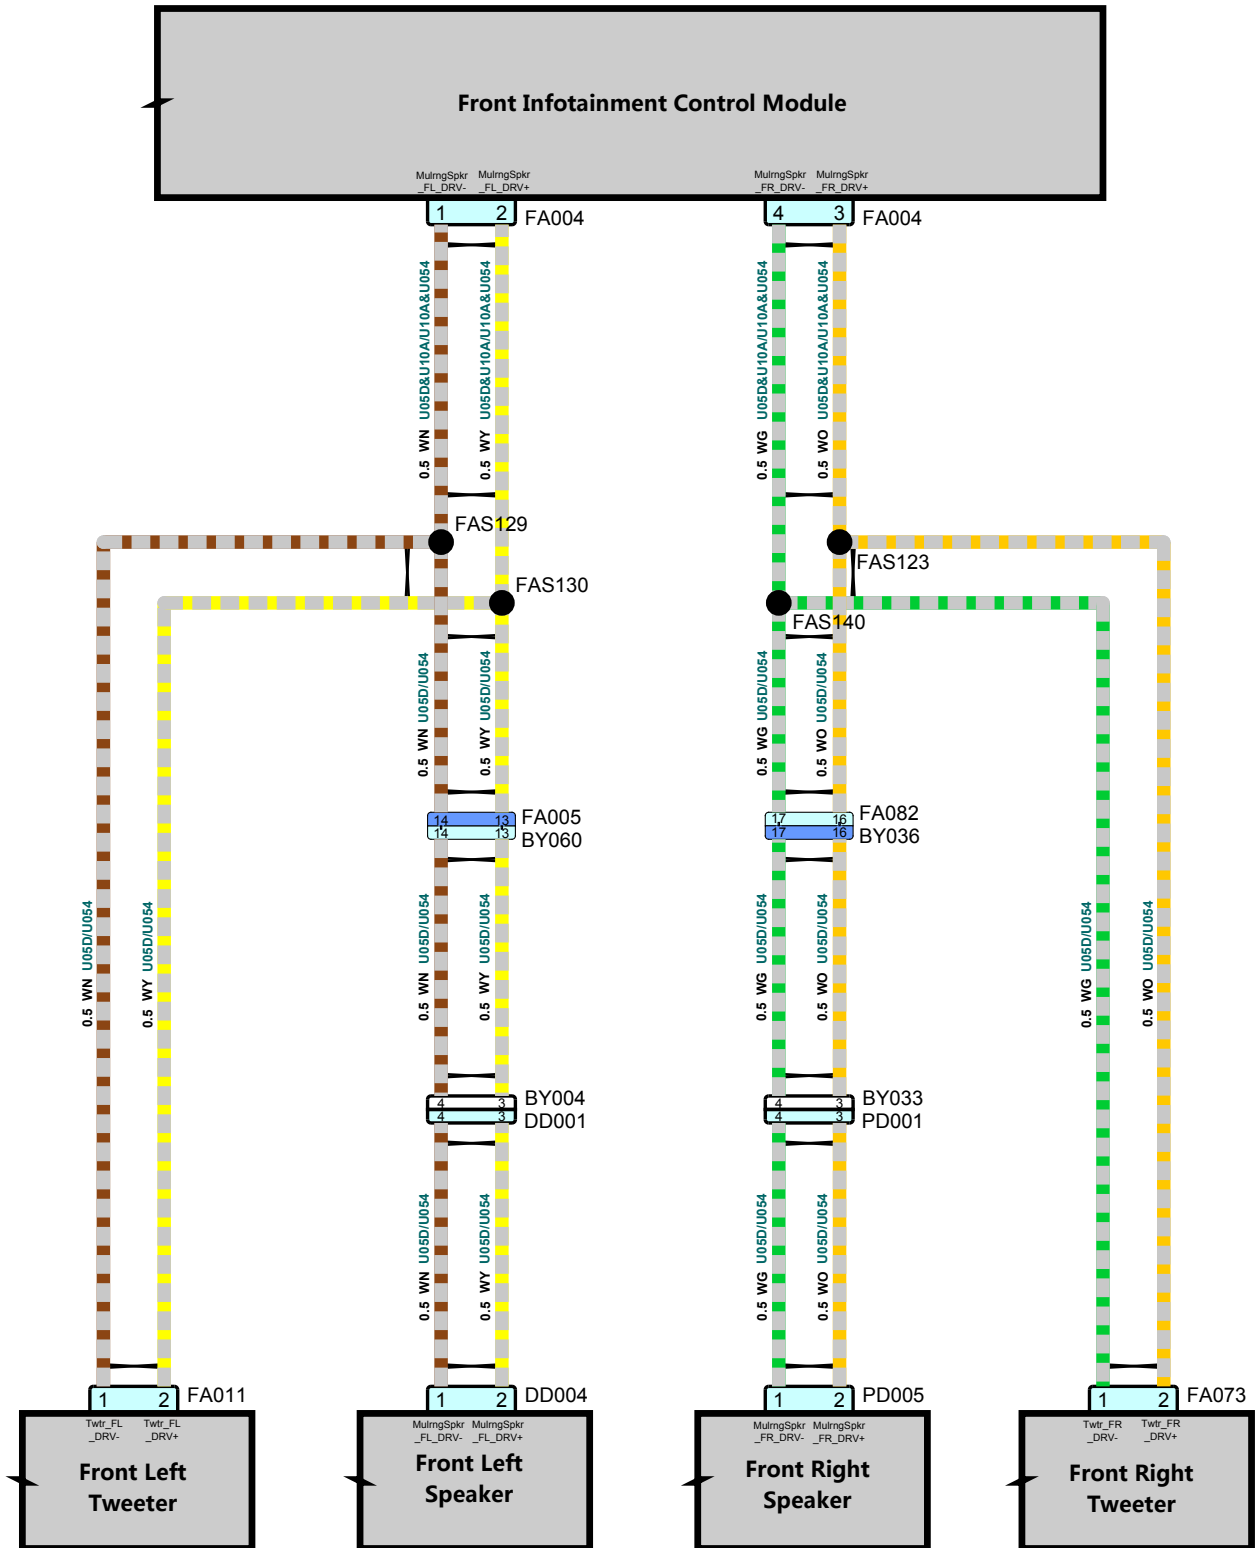 Front Infotainment Control Module
MulrngSpkr MulrngSpkr
_FL_DRV- _FL_DRV+
MulrngSpkr MulrngSpkr
_FR_DRV- _FR_DRV+
1 2 FA004
4 3 FA004
0.5 WN U05D&U10A/U10A&U054
0.5 WY U05D&U10A/U10A&U054
0.5 WG U05D&U10A/U10A&U054
0.5 WO U05D&U10A/U10A&U054
FAS129
FAS130
FAS123
FAS140
0.5 WN U05D/U054
0.5 WY U05D/U054
0.5 WG U05D/U054
0.5 WO U05D/U054
14 13 FA005
14 13 BY060
17 16 FA082
17 16 BY036
0.5 WN U05D/U054
0.5 WY U05D/U054
0.5 WN U05D/U054
0.5 WY U05D/U054
0.5 WG U05D/U054
0.5 WO U05D/U054
0.5 WG U05D/U054
0.5 WO U05D/U054
4 3 BY004
4 3 DD001
4 3 BY033
4 3 PD001
0.5 WN U05D/U054
0.5 WY U05D/U054
0.5 WG U05D/U054
0.5 WO U05D/U054
1 2 FA011
Twtr_FL Twtr_FL
_DRV- _DRV+
Front Left
Tweeter
1 2 DD004
MulrngSpkr MulrngSpkr
_FL_DRV- _FL_DRV+
Front Left
Speaker
1 2 PD005
MulrngSpkr MulrngSpkr
_FR_DRV- _FR_DRV+
Front Right
Speaker
1 2 FA073
Twtr_FR Twtr_FR
_DRV- _DRV+
Front Right
Tweeter